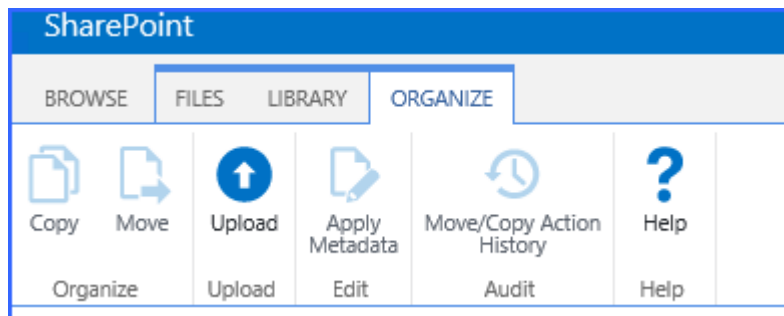 SharePoint
BROWSE FILES LIBRARY ORGANIZE
Copy Move Upload Apply Metadata Move/Copy Action History Help
Organize Upload Edit Audit Help